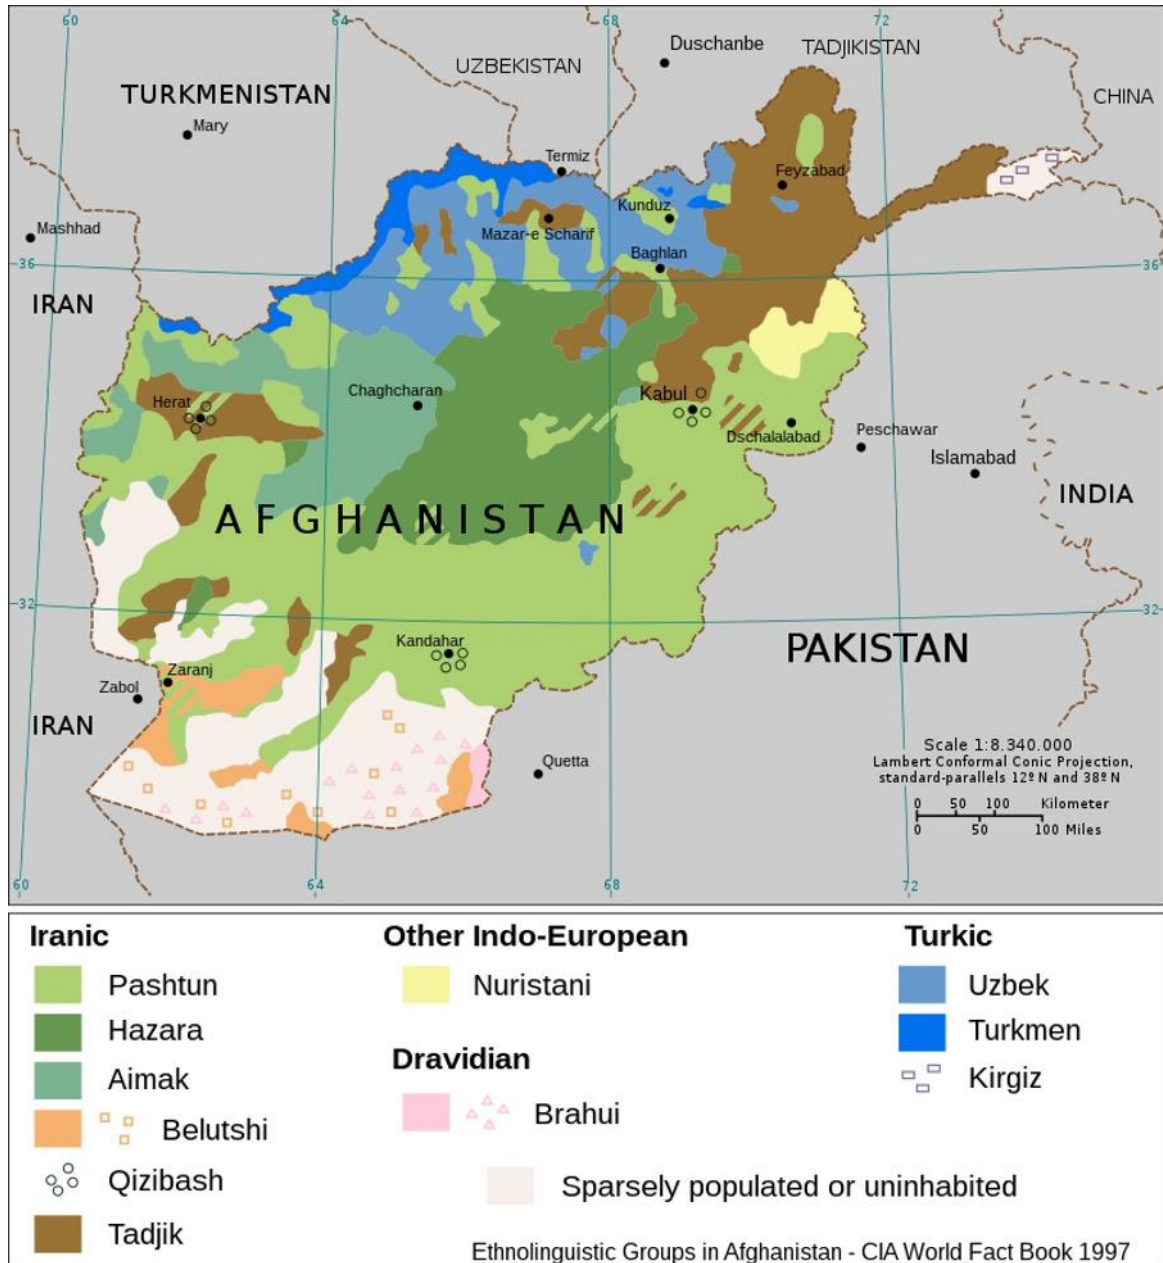 60
64
68
72
Duschanbe
TADJIKISTAN
UZBEKISTAN
CHINA
TURKMENISTAN
Mary
Termiz
Feyzabad
Kunduz
Mashhad
Mazar-e Scharif
Baghlan
36
36
IRAN
Chaghcharan
Kabul
Herat
Dschalalabad
Peschawar
Islamabad
INDIA
AFGHANISTAN
32
32
Kandahar
PAKISTAN
Zaranj
Zabol
IRAN
Quetta
Scale 1:8.340.000
Lambert Conformal Conic Projection,
standard-parallels 12º N and 38º N
0 50 100 Kilometer
0 50 100 Miles
60
64
68
72
Iranic
Pashtun
Hazara
Aimak
Belutshi
Qizibash
Tadjik
Other Indo-European
Nuristani
Dravidian
Brahui
Sparsely populated or uninhabited
Turkic
Uzbek
Turkmen
Kirgiz
Ethnolinguistic Groups in Afghanistan - CIA World Fact Book 1997